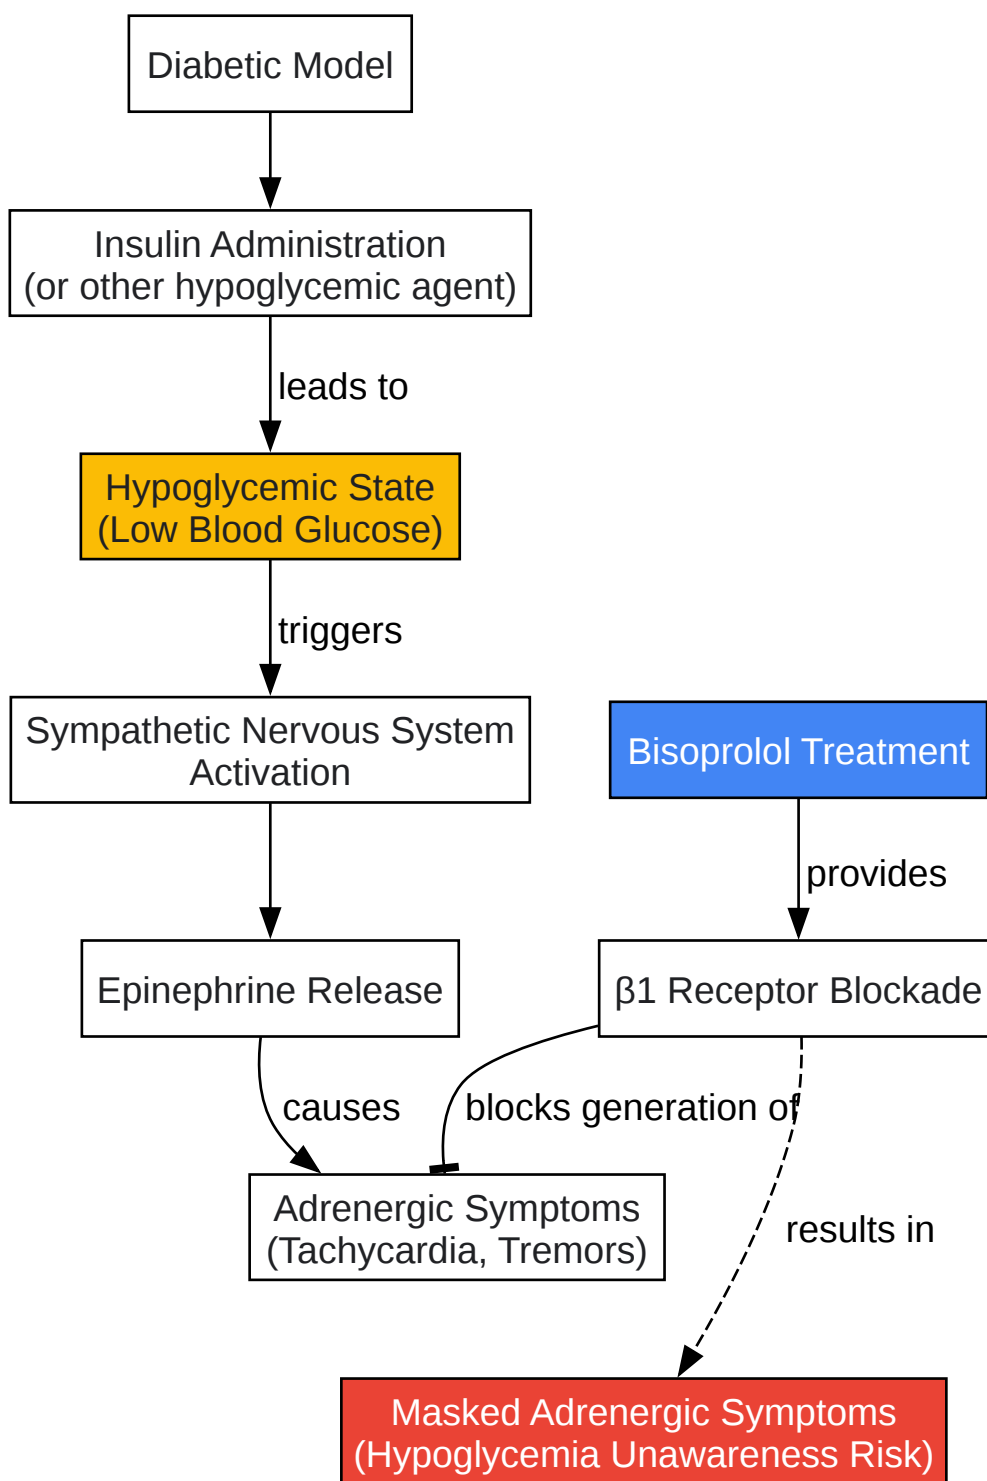 Diabetic Model
Insulin Administration
(or other hypoglycemic agent)
leads to
Hypoglycemic State
(Low Blood Glucose)
triggers
Sympathetic Nervous System
Activation
Bisoprolol Treatment
provides
Epinephrine Release
β1 Receptor Blockade
causes
blocks generation of
Adrenergic Symptoms
(Tachycardia, Tremors)
results in
Masked Adrenergic Symptoms
(Hypoglycemia Unawareness Risk)